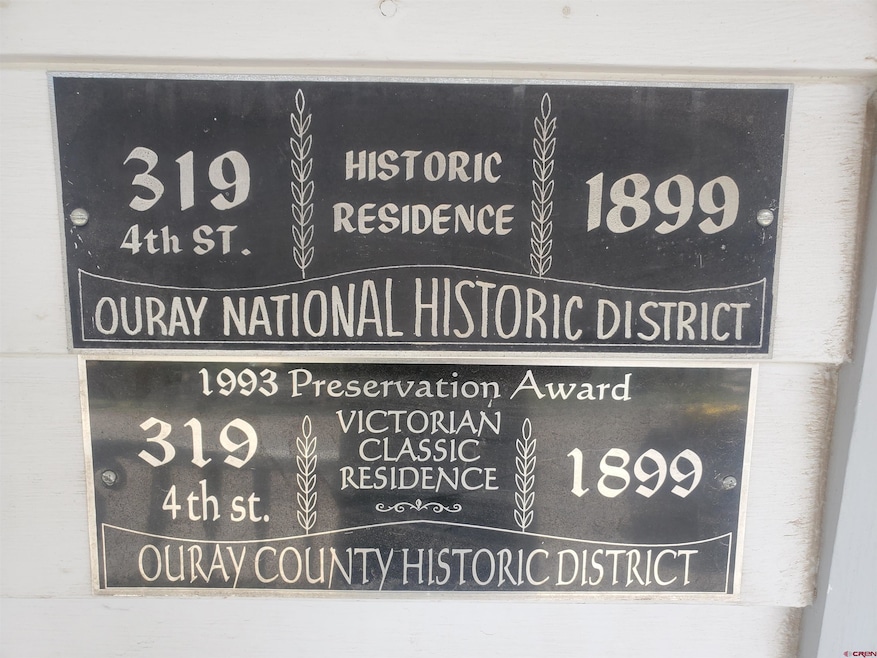 319
4th ST.
HISTORIC
RESIDENCE
1899
OURAY NATIONAL HISTORIC DISTRICT
1993 Preservation Award
319
4th st.
VICTORIAN
CLASSIC
RESIDENCE
1899
OURAY COUNTY HISTORIC DISTRICT
CREN